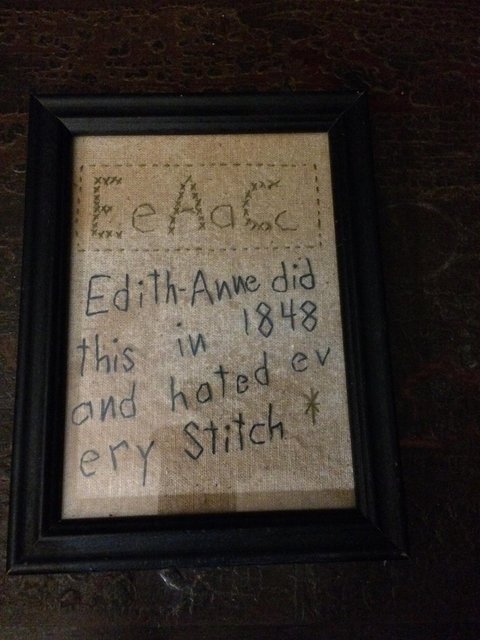 EeAaCc
Edith-Anne did
this in 1848
and hated ev
ery Stitch